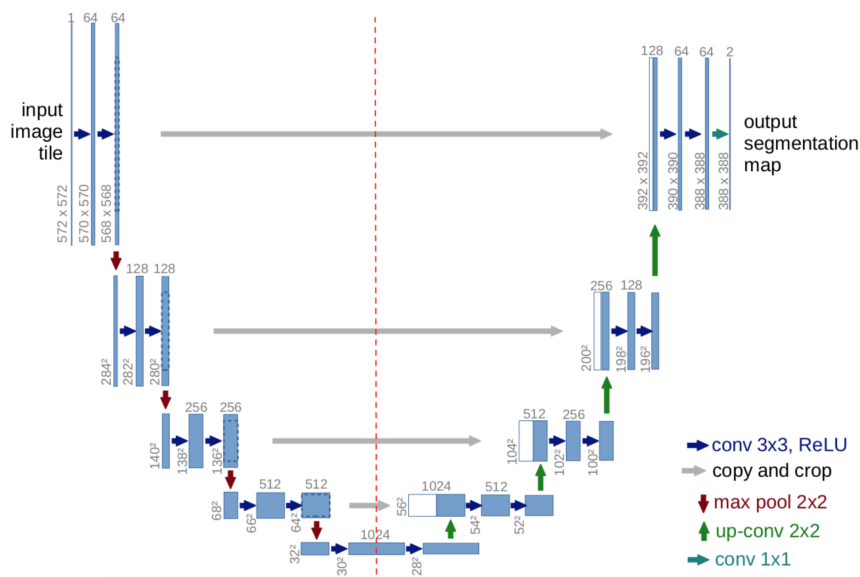 1 64 64
128 64 64 2
input
image
tile
output
segmentation
map
572 x 572
570 x 570
568 x 568
392 x 392
390 x 390
388 x 388
388 x 388
128 128
256 128
284²
282²
280²
200²
198²
196²
256 256
512 256
140²
138²
136²
104²
102²
100²
512 512
1024 512
68²
66²
64²
56²
54²
52²
1024
32²
30²
28²
conv 3x3, ReLU
copy and crop
max pool 2x2
up-conv 2x2
conv 1x1